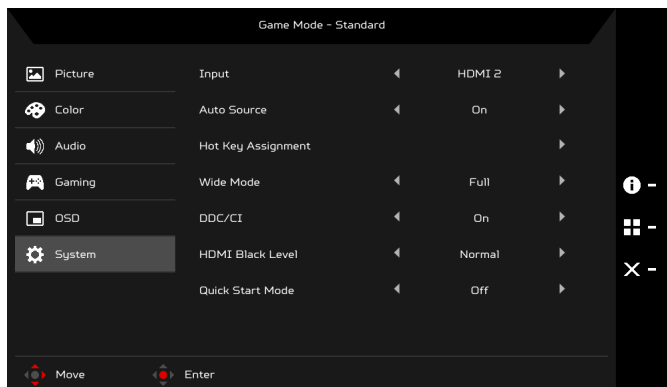 Game Mode - Standard
Picture Input HDMI 2
Color Auto Source On
Audio Hot Key Assignment
Gaming Wide Mode Full
OSD DDC/CI On
System HDMI Black Level Normal
Quick Start Mode Off
Move Enter